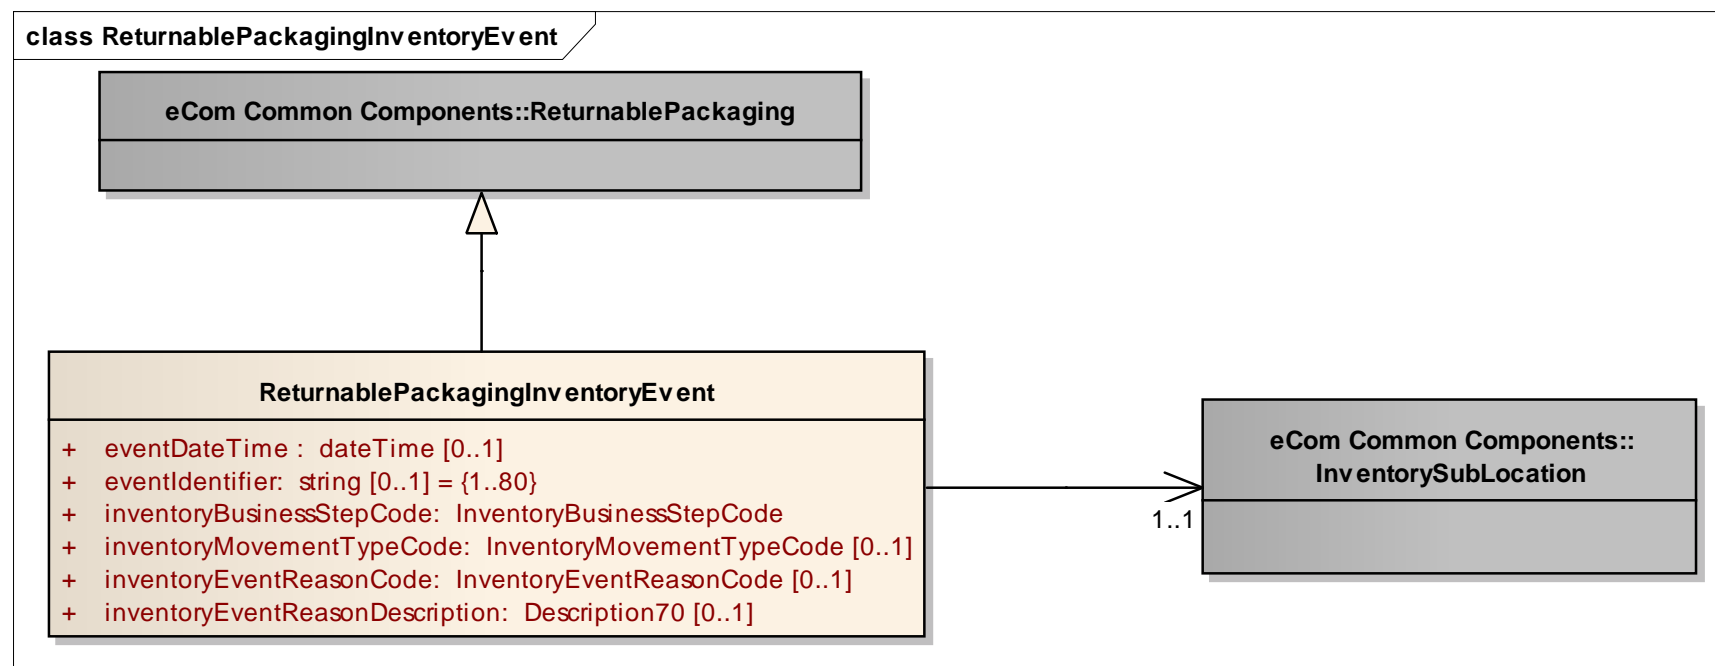 class ReturnablePackagingInventoryEvent
eCom Common Components::ReturnablePackaging
ReturnablePackagingInventoryEvent
+ eventDateTime : dateTime [0..1]
+ eventIdentifier: string [0..1] = {1..80}
+ inventoryBusinessStepCode: InventoryBusinessStepCode
+ inventoryMovementTypeCode: InventoryMovementTypeCode [0..1]
+ inventoryEventReasonCode: InventoryEventReasonCode [0..1]
+ inventoryEventReasonDescription: Description70 [0..1]
eCom Common Components::
InventorySubLocation
1..1